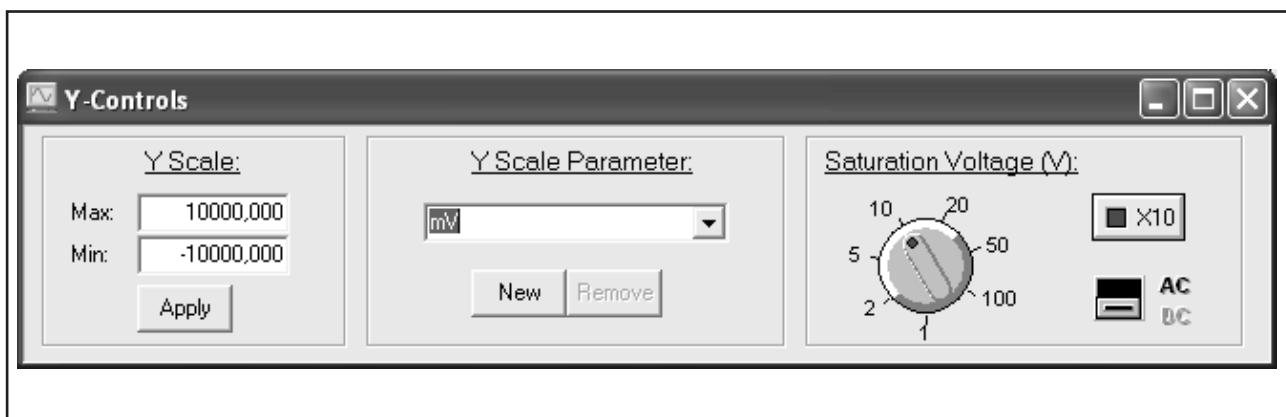 Y-Controls
Y Scale:
Max: 10000,000
Min: -10000,000
Apply
Y Scale Parameter:
mV
New Remove
Saturation Voltage (V):
10 20
5 50
2 100
1
X10
AC
DC